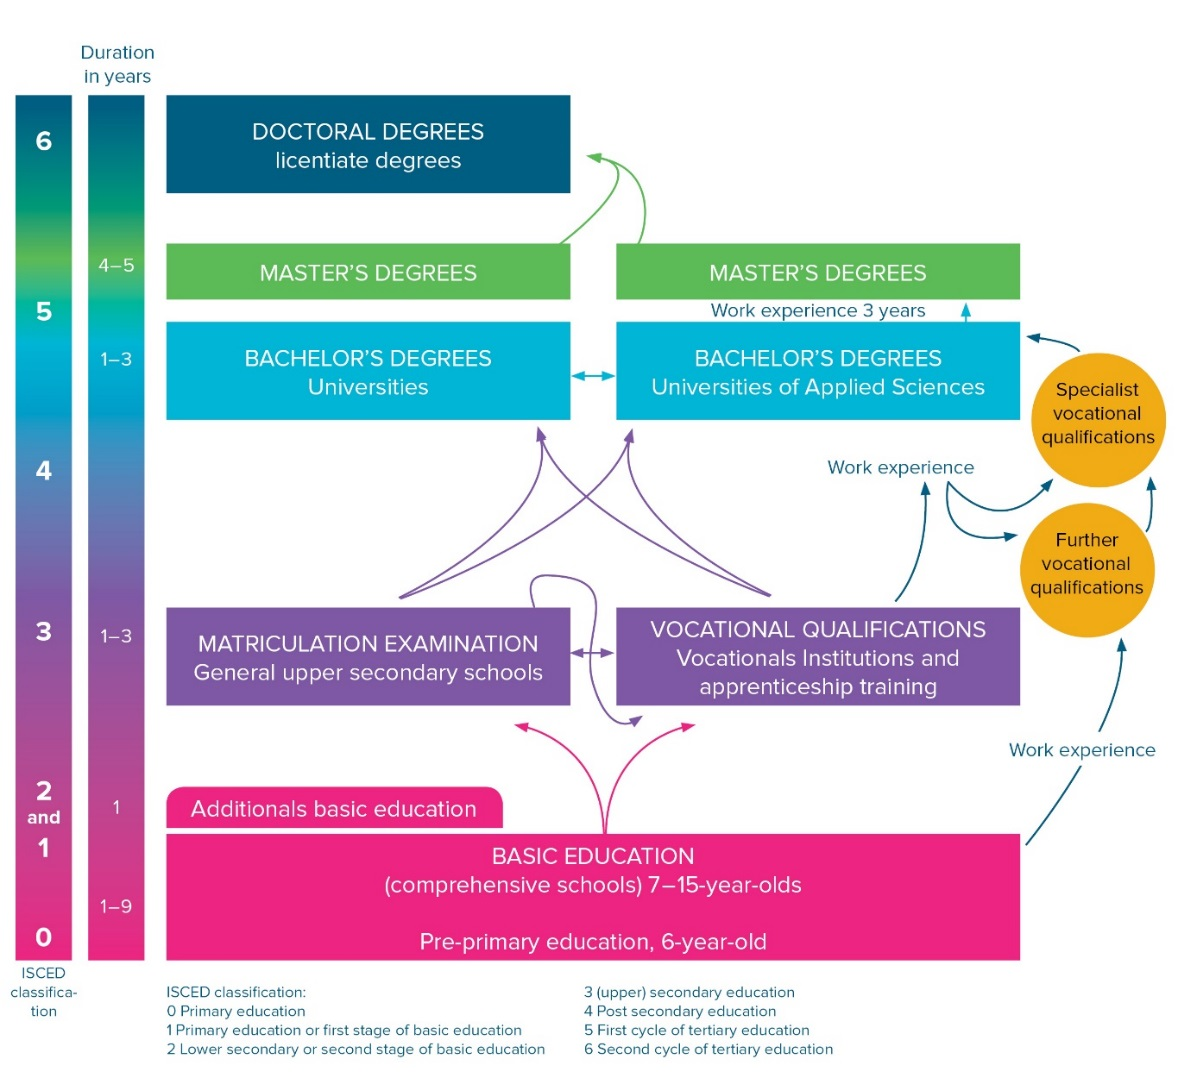 Duration
in years
6
DOCTORAL DEGREES
licentiate degrees
4–5
MASTER'S DEGREES
MASTER'S DEGREES
5
Work experience 3 years
1–3
BACHELOR'S DEGREES
Universities
BACHELOR'S DEGREES
Universities of Applied Sciences
Specialist
vocational
qualifications
4
Work experience
Further
vocational
qualifications
3
1–3
MATRICULATION EXAMINATION
General upper secondary schools
VOCATIONAL QUALIFICATIONS
Vocationals Institutions and
apprenticeship training
Work experience
2
and
1
1
Additionals basic education
BASIC EDUCATION
(comprehensive schools) 7–15-year-olds
1–9
0
Pre-primary education, 6-year-old
ISCED
classifica-
tion
ISCED classification:
0 Primary education
1 Primary education or first stage of basic education
2 Lower secondary or second stage of basic education
3 (upper) secondary education
4 Post secondary education
5 First cycle of tertiary education
6 Second cycle of tertiary education